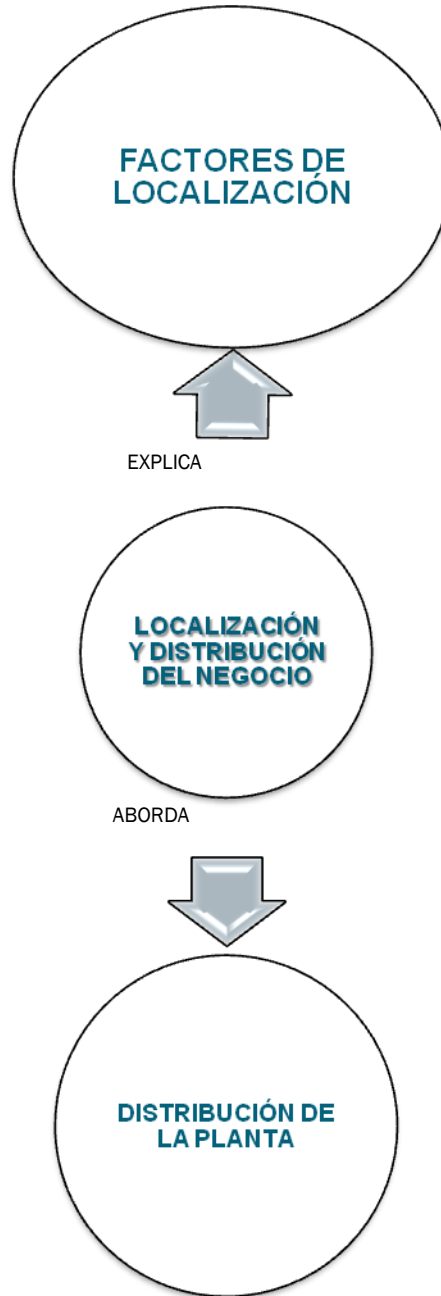 FACTORES DE
LOCALIZACIÓN
EXPLICA
LOCALIZACIÓN
Y DISTRIBUCIÓN
DEL NEGOCIO
ABORDA
DISTRIBUCIÓN DE
LA PLANTA